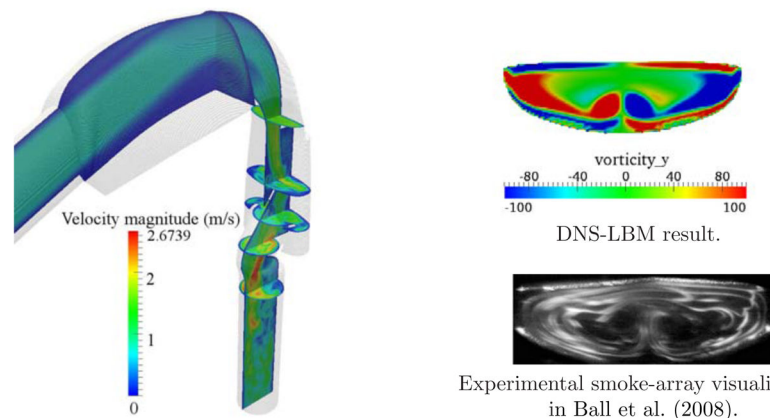 Velocity magnitude (m/s)
2.6739
2
1
0
vorticity_y
-80 -40 0 40 80
-100 100
DNS-LBM result.
Experimental smoke-array visuali
in Ball et al. (2008).